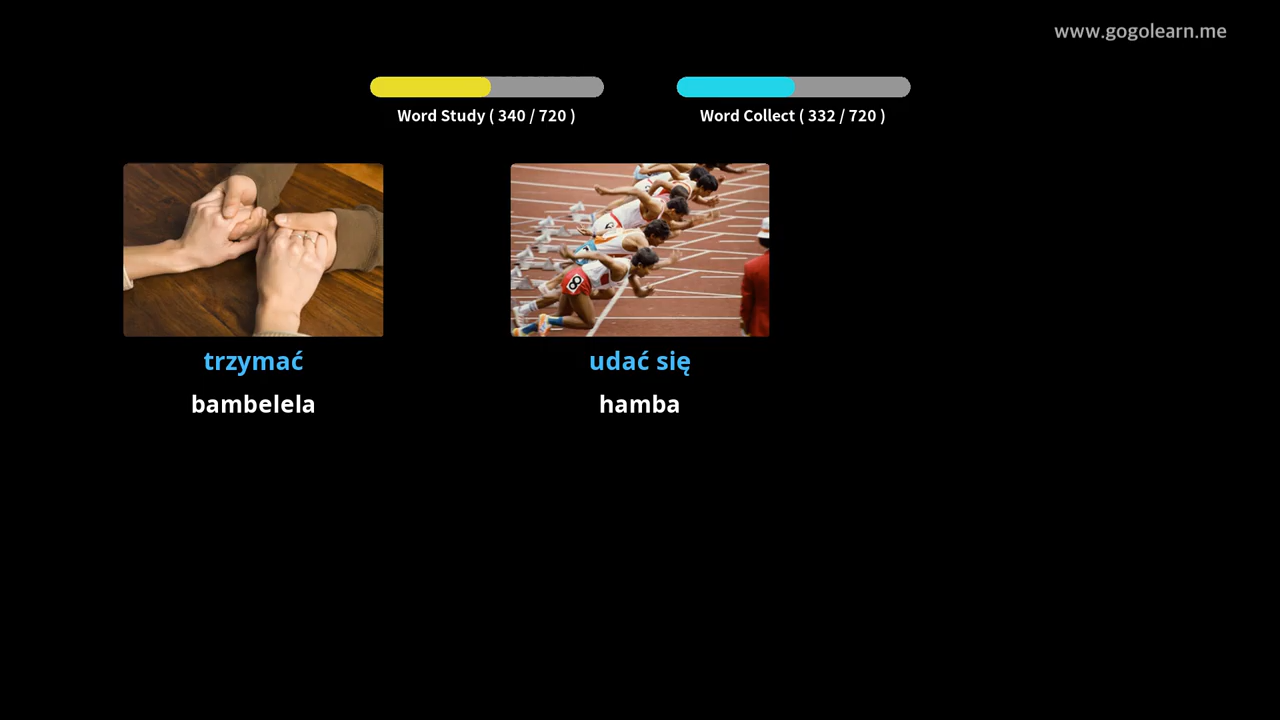 www.gogolearn.me
Word Study ( 340 / 720 )
Word Collect ( 332 / 720 )
trzymać
bambelela
udać się
hamba